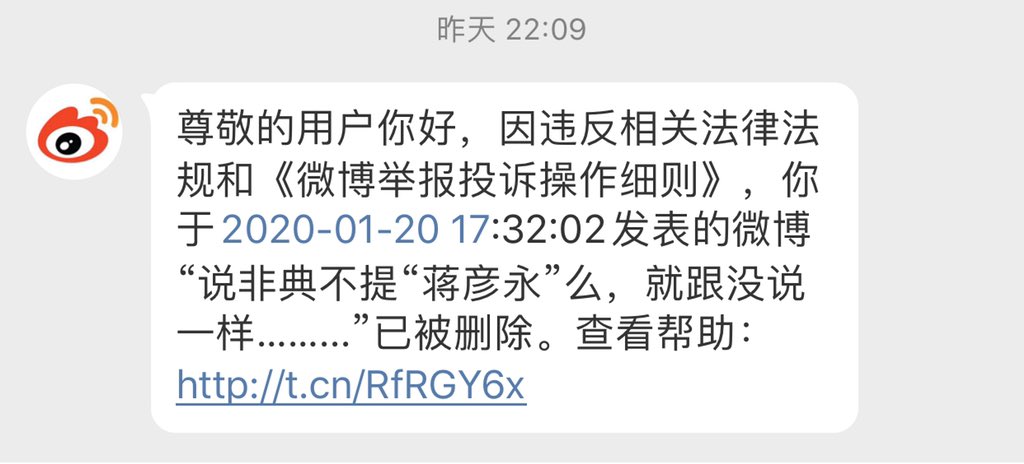 昨天 22:09
尊敬的用户你好，因违反相关法律法
规和《微博举报投诉操作细则》，你
于2020-01-20 17:32:02发表的微博
“说非典不提“蒋彦永”么，就跟没说
一样………”已被删除。查看帮助：
http://t.cn/RfRGY6x